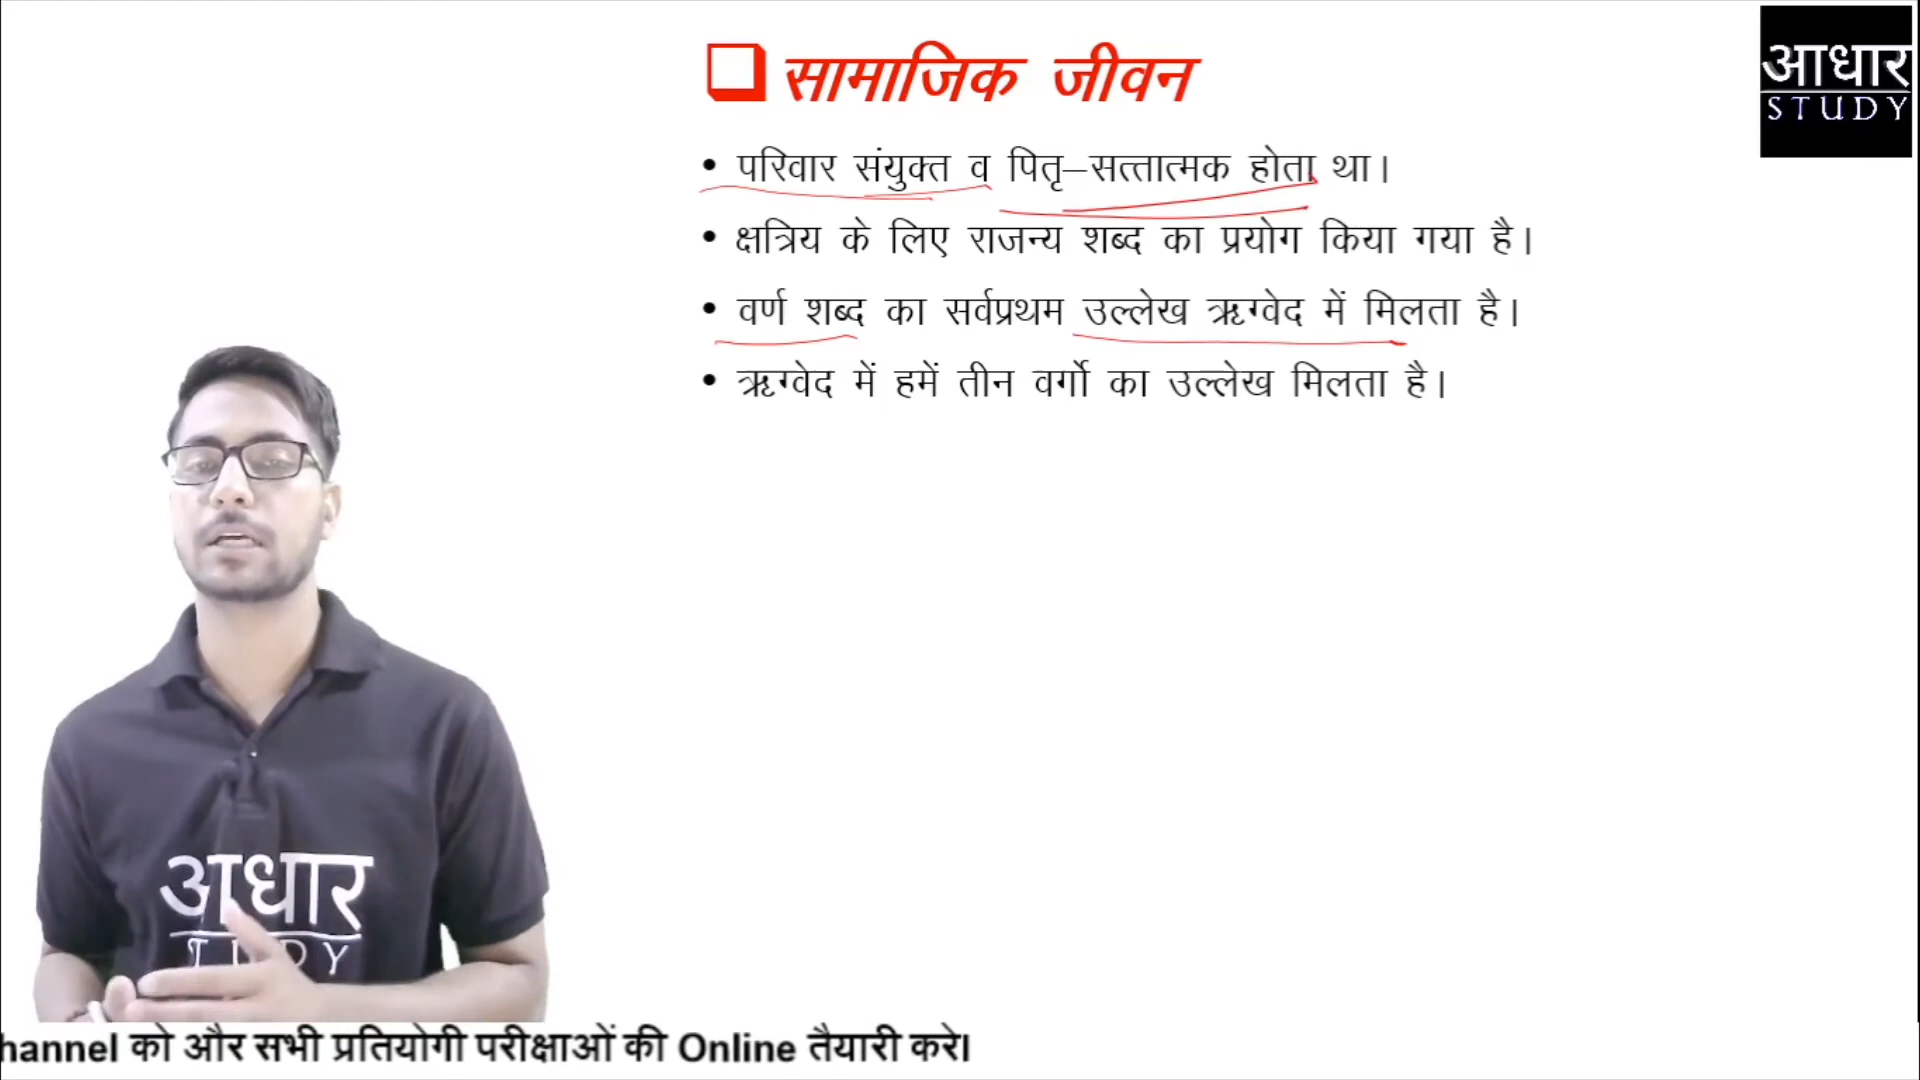 सामाजिक जीवन
आधार
STUDY
• परिवार संयुक्त व पितृ–सत्तात्मक होता था।
• क्षत्रिय के लिए राजन्य शब्द का प्रयोग किया गया है।
• वर्ण शब्द का सर्वप्रथम उल्लेख ऋग्वेद में मिलता है।
• ऋग्वेद में हमें तीन वर्गो का उल्लेख मिलता है।
आधार
STUDY
hannel को और सभी प्रतियोगी परीक्षाओं की Online तैयारी करे।